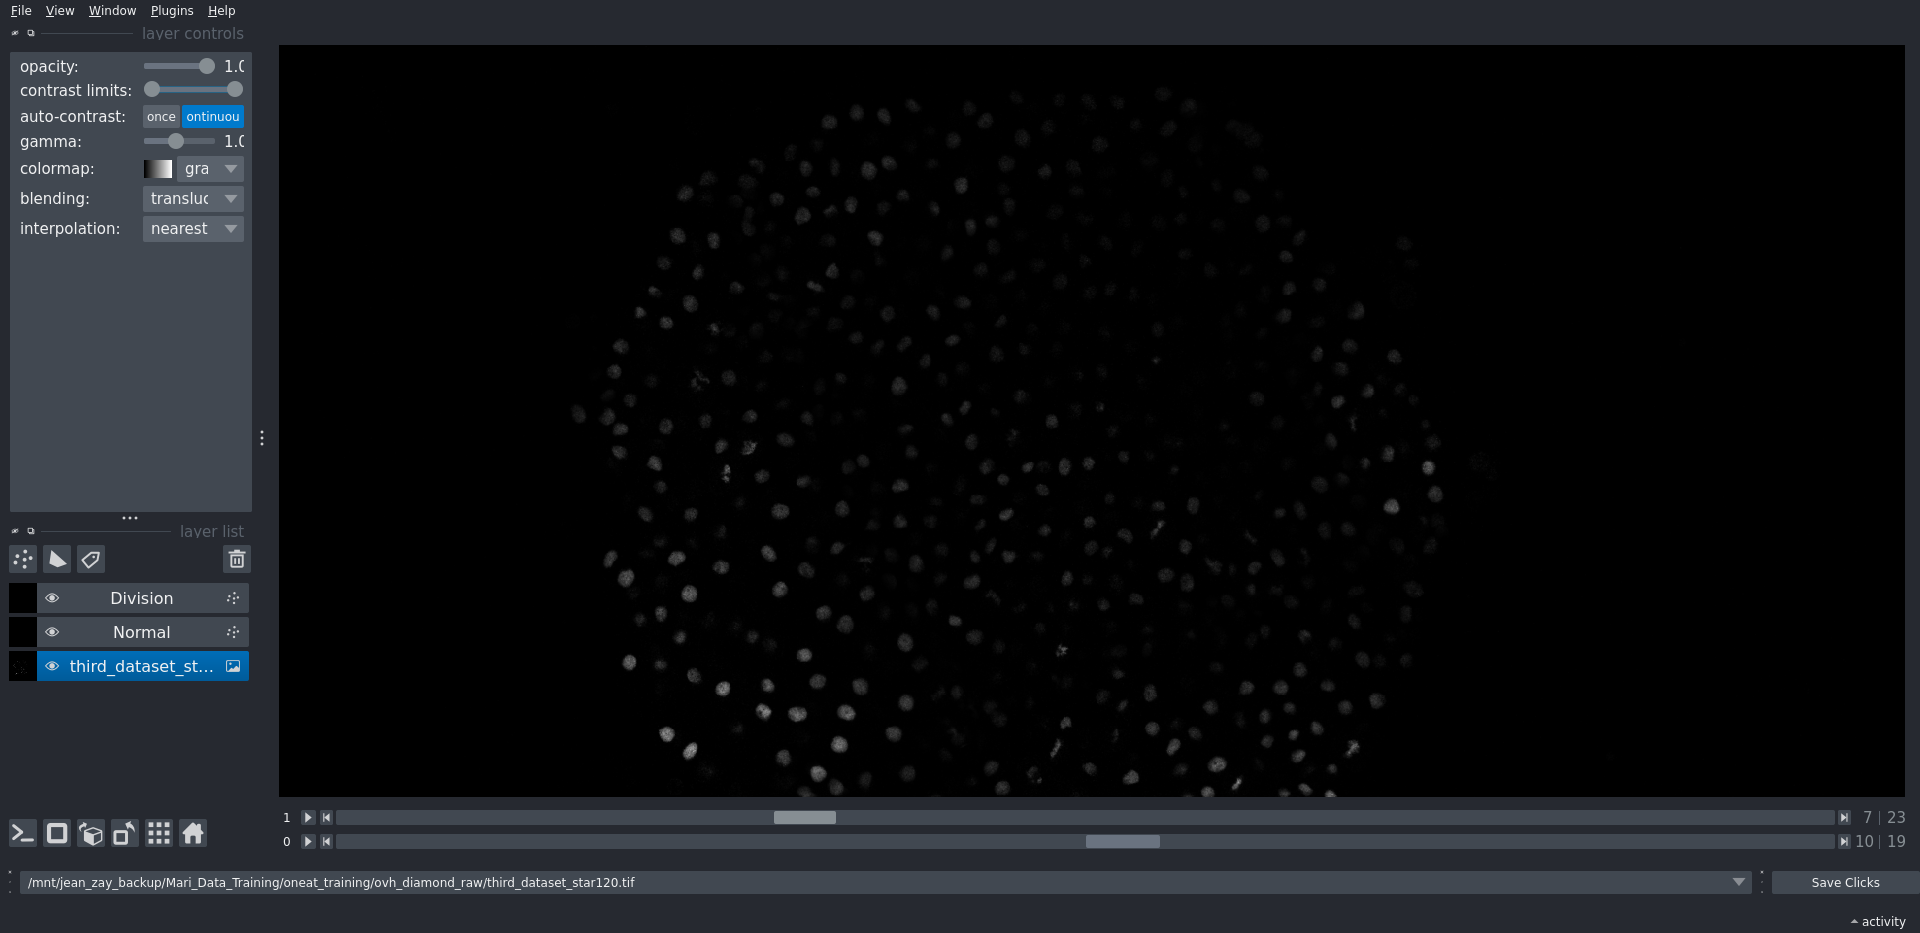 File View Window Plugins Help
layer controls
opacity: 1.0
contrast limits:
auto-contrast: once ontinuou
gamma: 1.0
colormap: gra
blending: transluc
interpolation: nearest
layer list
Division
Normal
third_dataset_st...
1 7 | 23
0 10 | 19
/mnt/jean_zay_backup/Mari_Data_Training/oneat_training/ovh_diamond_raw/third_dataset_star120.tif Save Clicks
activity